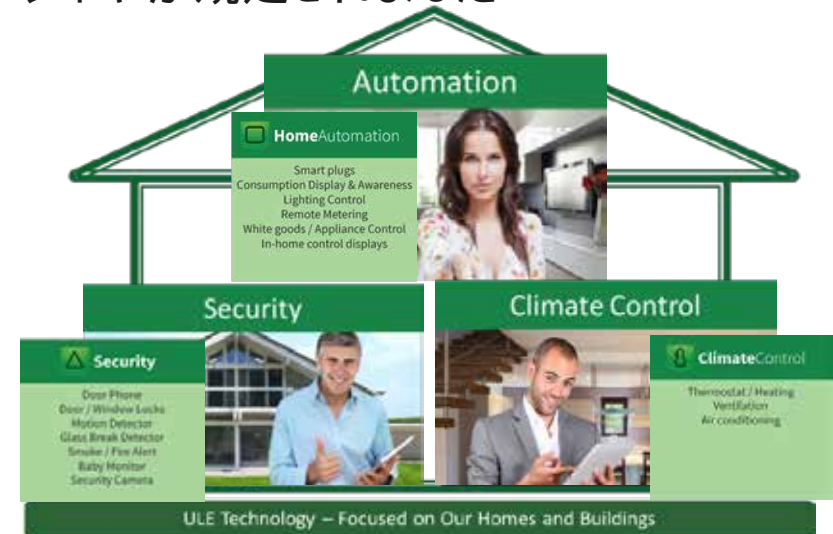 Automation
HomeAutomation
Smart plugs
Consumption Display & Awareness
Lighting Control
Remote Metering
White goods / Appliance Control
In-home control displays
Security
Climate Control
Security
Door Phone
Door / Window Locks
Motion Detector
Glass Break Detector
Smoke / Fire Alert
Baby Monitor
Security Camera
ClimateControl
Thermostat / Heating
Ventilation
Air conditioning
ULE Technology – Focused on Our Homes and Buildings